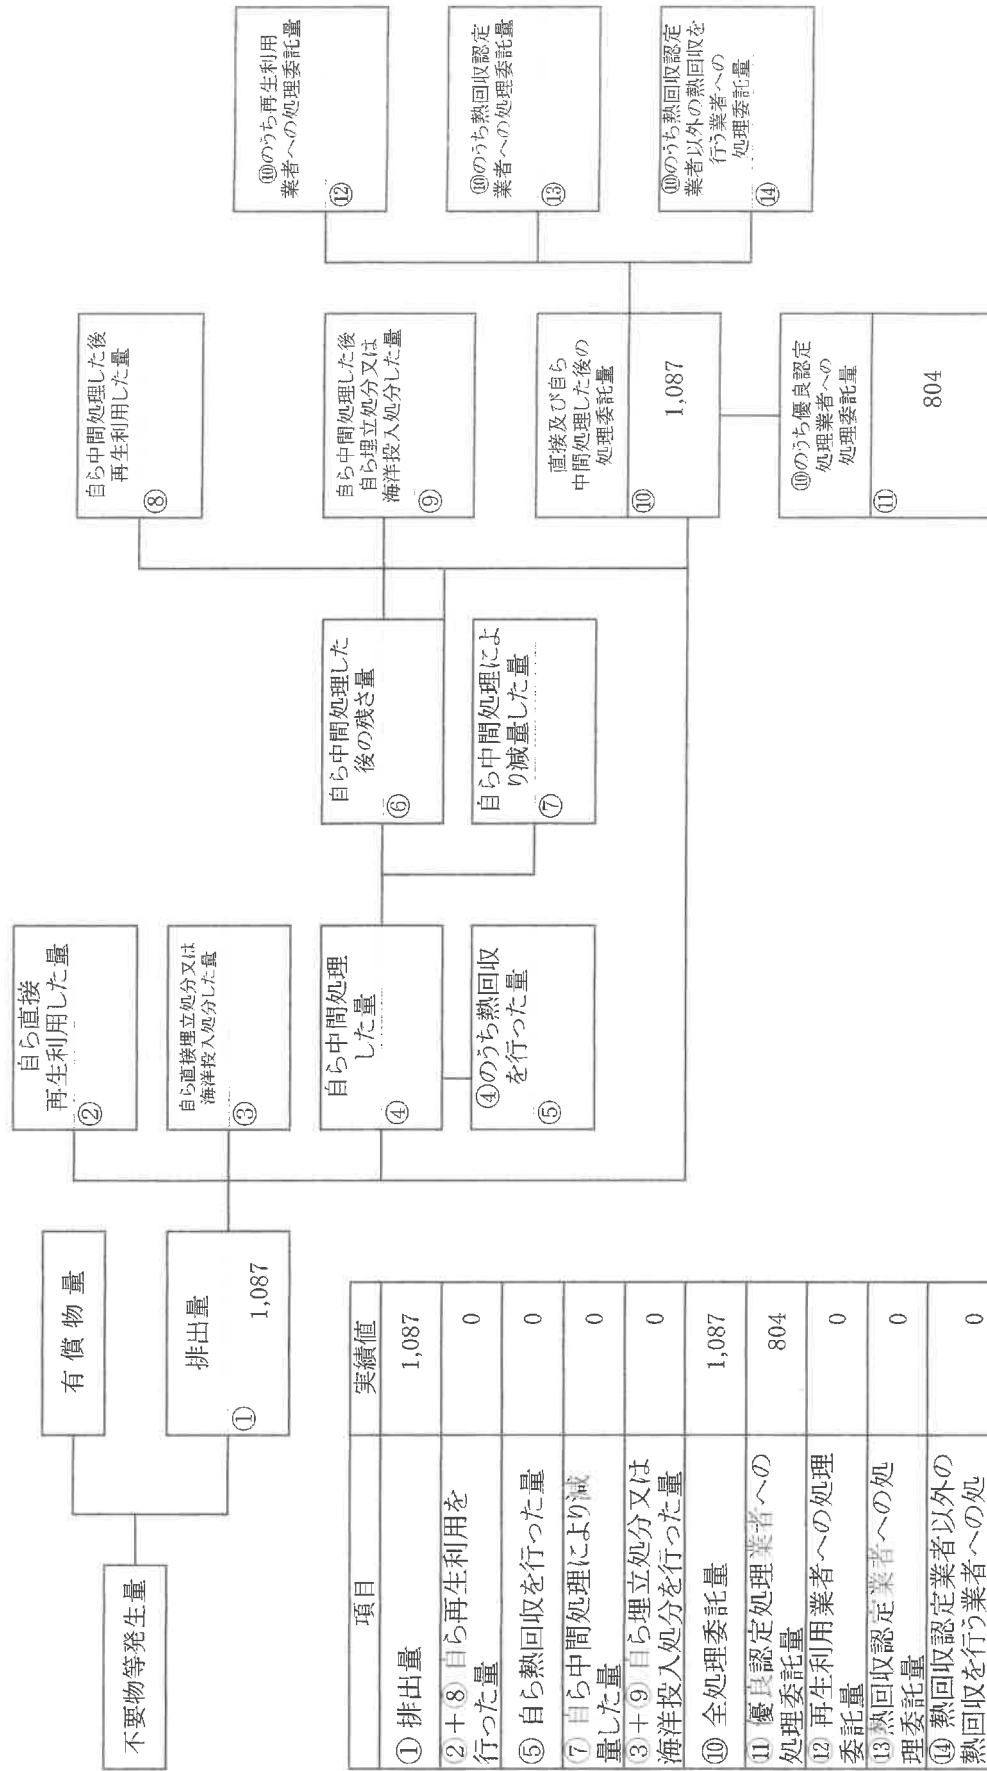 不要物等発生量
有 償 物 量
排出量
①
1,087
自ら直接
再生利用した量
②
自ら直接埋立処分又は
海洋投入処分した量
③
自ら中間処理
した量
④
④のうち熱回収
を行った量
⑤
自ら中間処理した
後の残さ量
⑥
自ら中間処理によ
り減量した量
⑦
自ら中間処理した後
再生利用した量
⑧
自ら中間処理した後
自ら埋立処分又は
海洋投入処分した量
⑨
直接及び自ら
中間処理した後の
処理委託量
⑩
1,087
⑩のうち優良認定
処理業者への
処理委託量
⑪
804
⑩のうち再生利用
業者への処理委託量
⑫
⑩のうち熱回収認定
業者への処理委託量
⑬
⑩のうち熱回収認定
業者以外の熱回収を
行う業者への
処理委託量
⑭
項目 実績値
①排出量 1,087
②+⑧自ら再生利用を
行った量 0
⑤自ら熱回収を行った量 0
⑦自ら中間処理により減
量した量 0
③+⑨自ら埋立処分又は
海洋投入処分を行った量 0
⑩全処理委託量 1,087
⑪優良認定処理業者への
処理委託量 804
⑫再生利用業者への処理
委託量 0
⑬熱回収認定業者への処
理委託量 0
⑭熱回収認定業者以外の
熱回収を行う業者への処 0